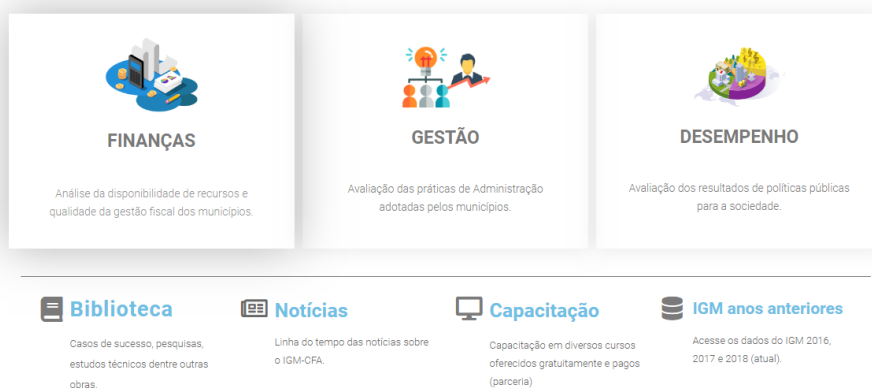 FINANÇAS
Análise da disponibilidade de recursos e
qualidade da gestão fiscal dos municípios.
GESTÃO
Avaliação das práticas de Administração
adotadas pelos municípios.
DESEMPENHO
Avaliação dos resultados de políticas públicas
para a sociedade.
Biblioteca
Casos de sucesso, pesquisas,
estudos técnicos dentre outras
obras.
Notícias
Linha do tempo das notícias sobre
o IGM-CFA.
Capacitação
Capacitação em diversos cursos
oferecidos gratuitamente e pagos
(parceria)
IGM anos anteriores
Acesse os dados do IGM 2016,
2017 e 2018 (atual).